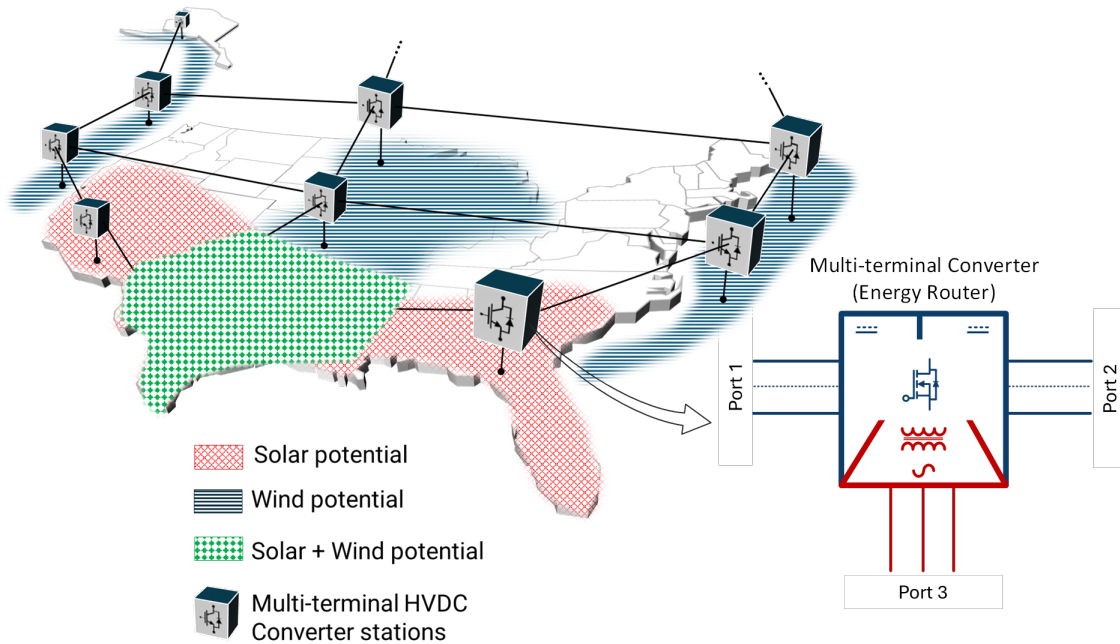 Multi-terminal Converter
(Energy Router)
Port 1
Port 2
Port 3
Solar potential
Wind potential
Solar + Wind potential
Multi-terminal HVDC
Converter stations